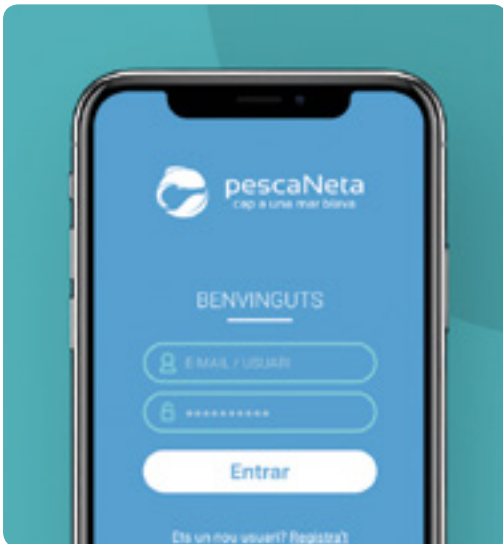 pescaNeta
cap a una mar blava
BENVINGUTS
E-MAIL / USUARI
••••••••••
Entrar
Ets un nou usuari? Registra't